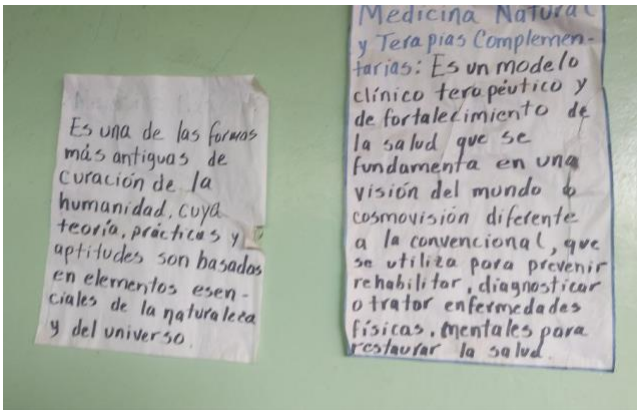 Es una de las formas
más antiguas de
curación de la
humanidad, cuya
teoría, prácticas y
aptitudes son basados
en elementos esen-
ciales de la naturaleza
y del universo.
Medicina Natural
y Terapias Complemen-
tarias: Es un modelo
clínico terapéutico y
de fortalecimiento de
la salud que se
fundamenta en una
visión del mundo o
cosmovisión diferente
a la convencional, que
se utiliza para prevenir
rehabilitar, diagnosticar
o tratar enfermedades
físicas, mentales para
restaurar la salud.